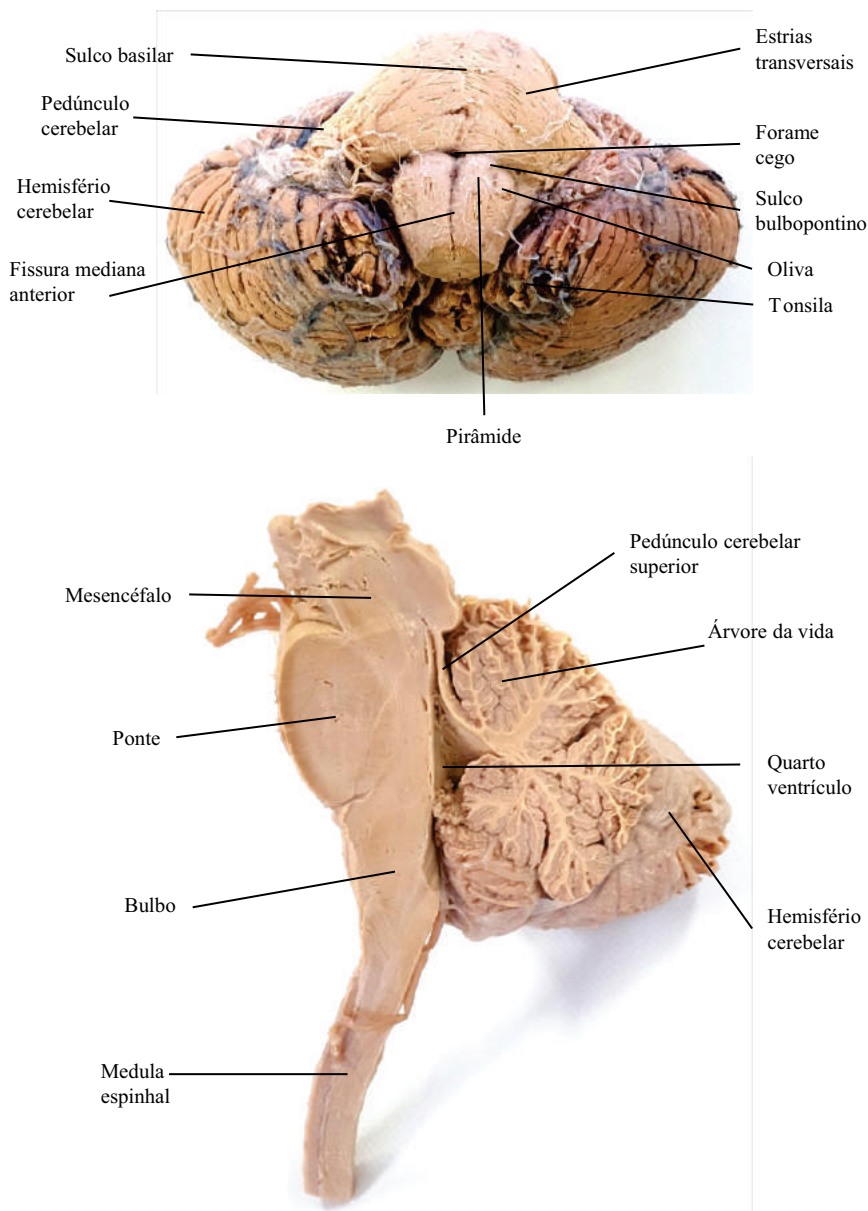 Sulco basilar
Estrias
transversais
Pedúnculo
cerebelar
Forame
cego
Hemisfério
cerebelar
Sulco
bulbopontino
Fissura mediana
anterior
Oliva
Tonsila
Pirâmide
Pedúnculo cerebelar
superior
Mesencéfalo
Árvore da vida
Ponte
Quarto
ventrículo
Bulbo
Hemisfério
cerebelar
Medula
espinhal